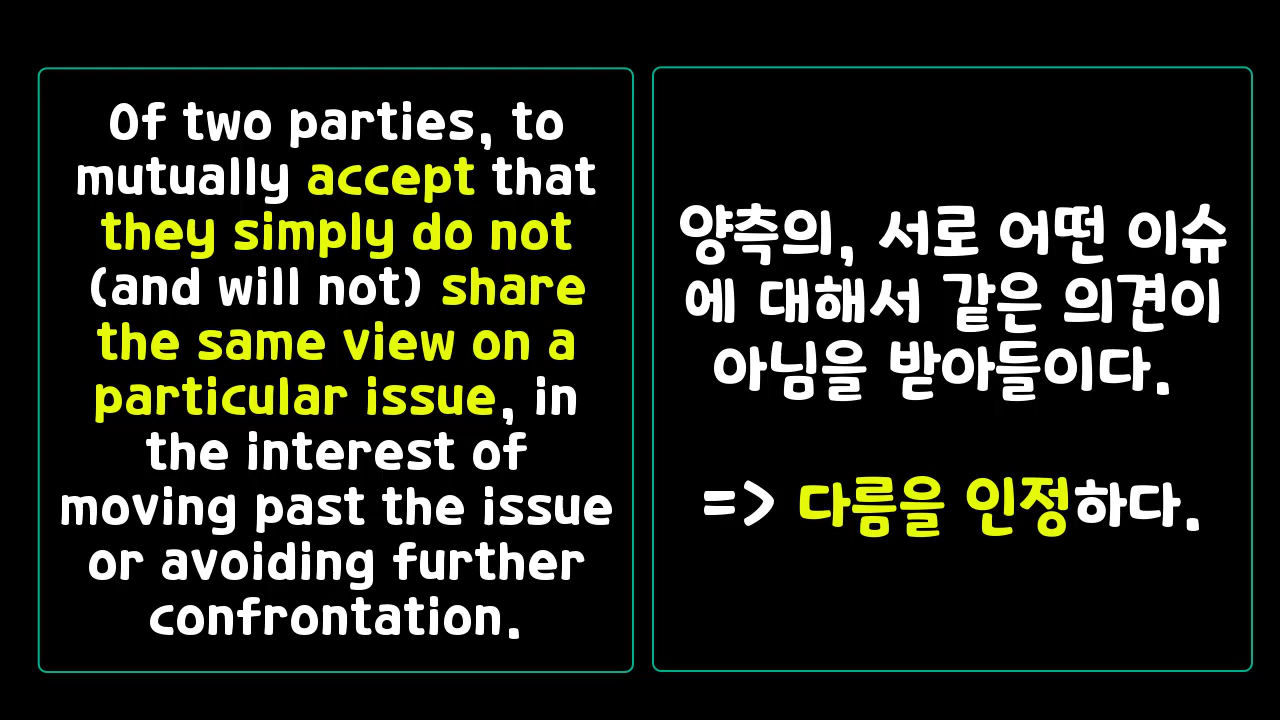 Of two parties, to
mutually accept that
they simply do not
(and will not) share
the same view on a
particular issue, in
the interest of
moving past the issue
or avoiding further
confrontation.
양측의, 서로 어떤 이슈
에 대해서 같은 의견이
아님을 받아들이다.
=> 다름을 인정하다.